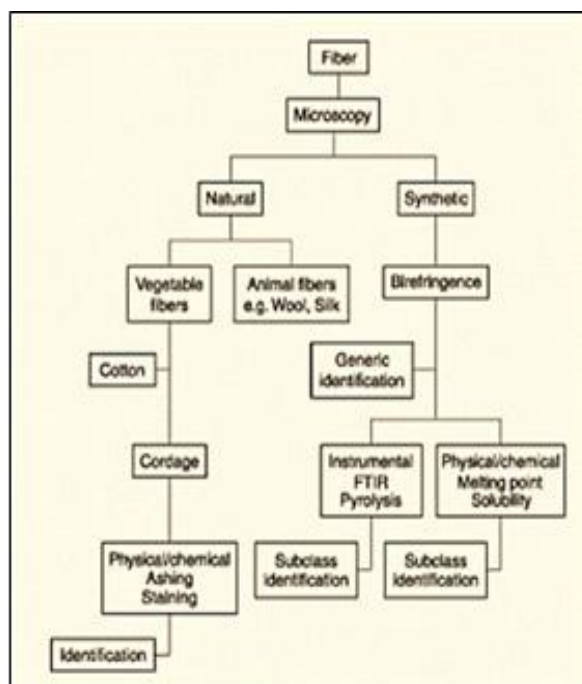 Fiber
Microscopy
Natural
Synthetic
Vegetable
fibers
Animal fibers
e.g. Wool, Silk
Birefringence
Cotton
Generic
identification
Cordage
Instrumental
FTIR
Pyrolysis
Physical/chemical
Melting point
Solubility
Physical/chemical
Ashing
Staining
Subclass
identification
Subclass
identification
Identification